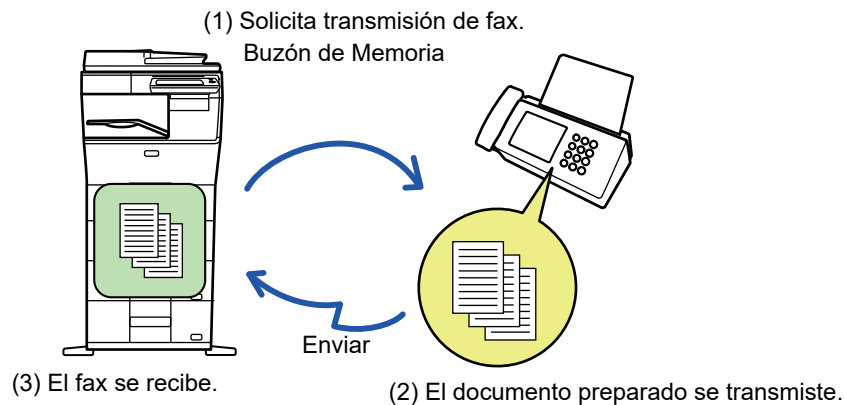 (1) Solicita transmisión de fax.
Buzón de Memoria
Enviar
(3) El fax se recibe.
(2) El documento preparado se transmiste.